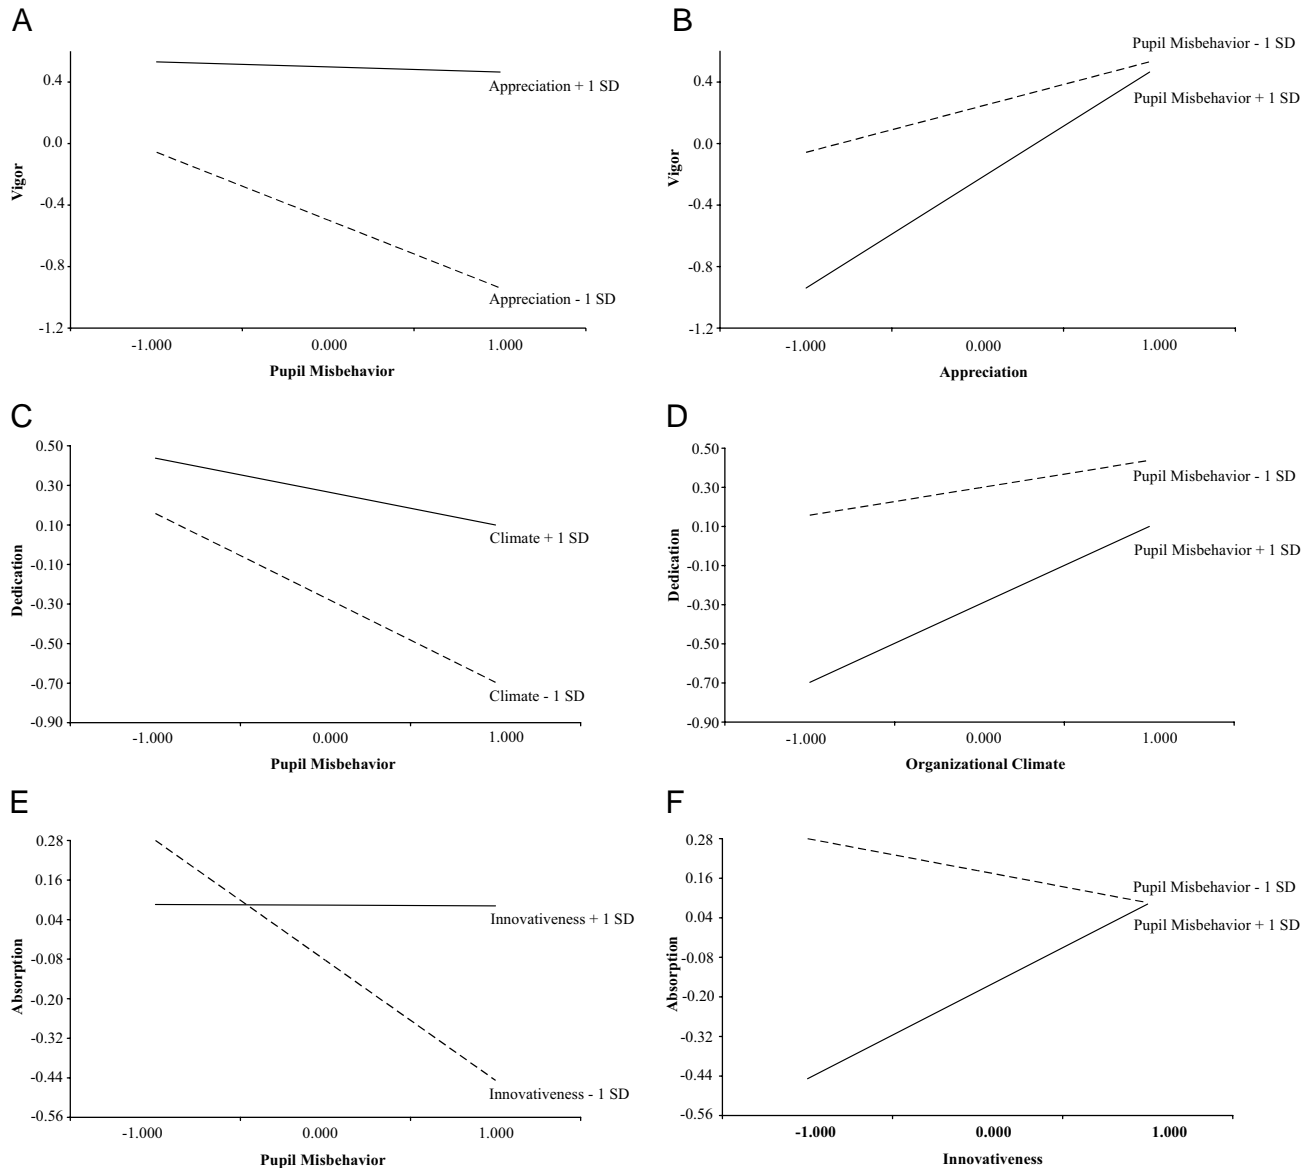 A
0.4
0.0
-0.4
-0.8
-1.2
Vigor
Appreciation + 1 SD
Appreciation - 1 SD
-1.000 0.000 1.000
Pupil Misbehavior
B
0.4
0.0
-0.4
-0.8
-1.2
Vigor
Pupil Misbehavior - 1 SD
Pupil Misbehavior + 1 SD
-1.000 0.000 1.000
Appreciation
C
0.50
0.30
0.10
-0.10
-0.30
-0.50
-0.70
-0.90
Dedication
Climate + 1 SD
Climate - 1 SD
-1.000 0.000 1.000
Pupil Misbehavior
D
0.50
0.30
0.10
-0.10
-0.30
-0.50
-0.70
-0.90
Dedication
Pupil Misbehavior - 1 SD
Pupil Misbehavior + 1 SD
-1.000 0.000 1.000
Organizational Climate
E
0.28
0.16
0.04
-0.08
-0.20
-0.32
-0.44
-0.56
Absorption
Innovativeness + 1 SD
Innovativeness - 1 SD
-1.000 0.000 1.000
Pupil Misbehavior
F
0.28
0.16
0.04
-0.08
-0.20
-0.32
-0.44
-0.56
Absorption
Pupil Misbehavior - 1 SD
Pupil Misbehavior + 1 SD
-1.000 0.000 1.000
Innovativeness